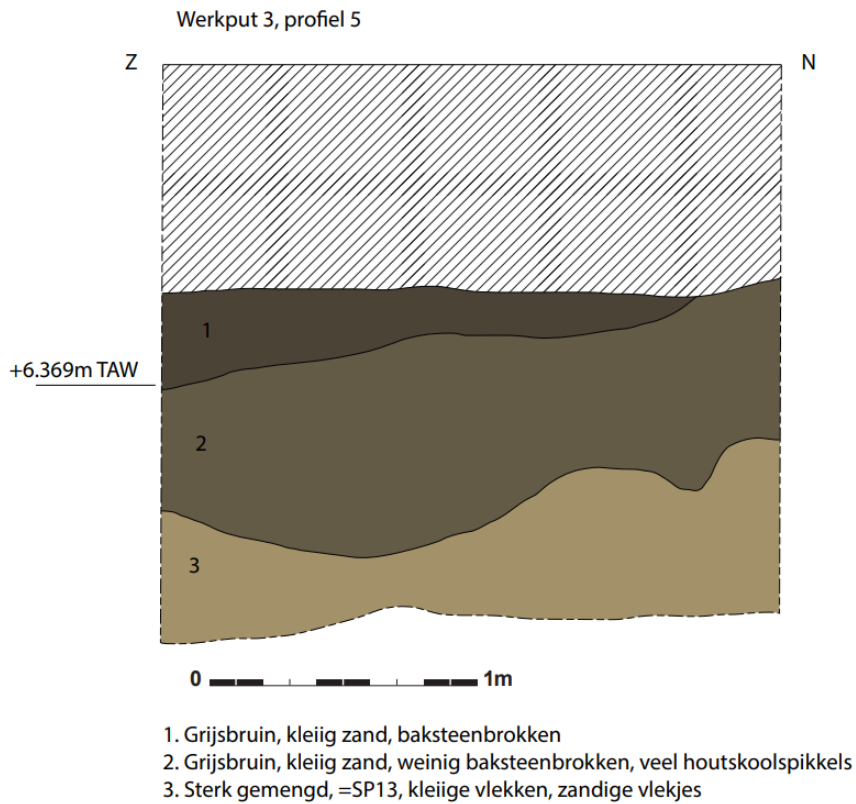 Werkput 3, profiel 5
Z
N
1
+6.369m TAW
2
3
0 1m
1. Grijsbruin, kleiig zand, baksteenbrokken
2. Grijsbruin, kleiig zand, weinig baksteenbrokken, veel houtskoolspikkels
3. Sterk gemengd, =SP13, kleiige vlekken, zandige vlekjes